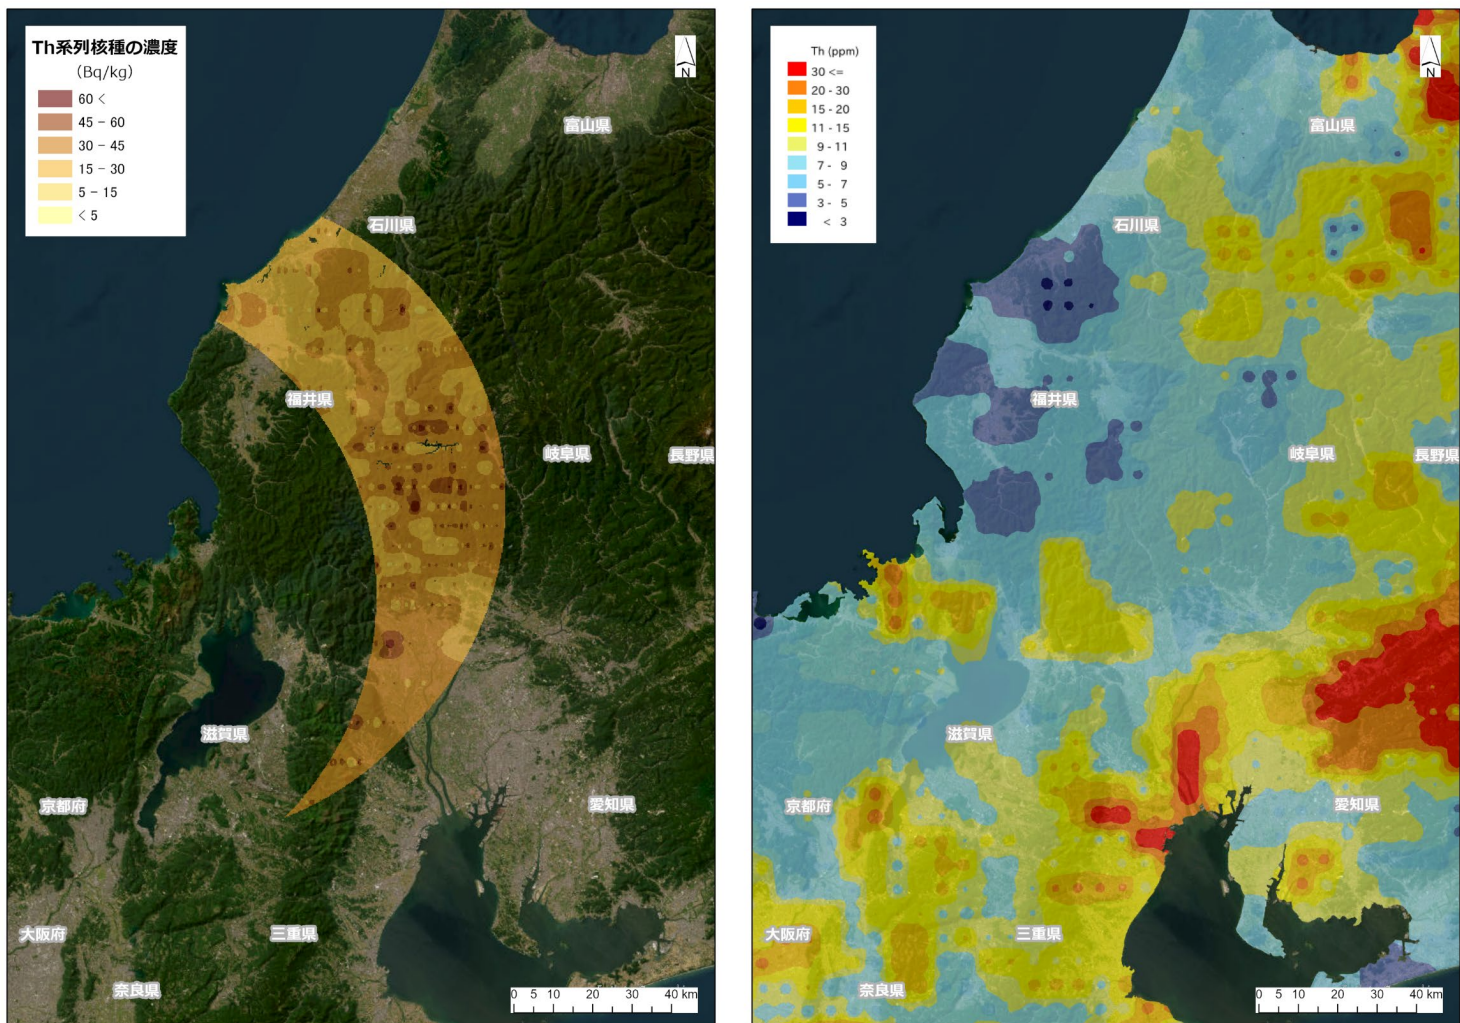 Th系列核種の濃度
(Bq/kg)
60 <
45 - 60
30 - 45
15 - 30
5 - 15
< 5
N
富山県
石川県
福井県
岐阜県
長野県
滋賀県
京都府
愛知県
大阪府
三重県
奈良県
0 5 10 20 30 40 km
Th (ppm)
30 <=
20 - 30
15 - 20
11 - 15
9 - 11
7 - 9
5 - 7
3 - 5
< 3
N
富山県
石川県
福井県
岐阜県
長野県
滋賀県
京都府
愛知県
大阪府
三重県
奈良県
0 5 10 20 30 40 km